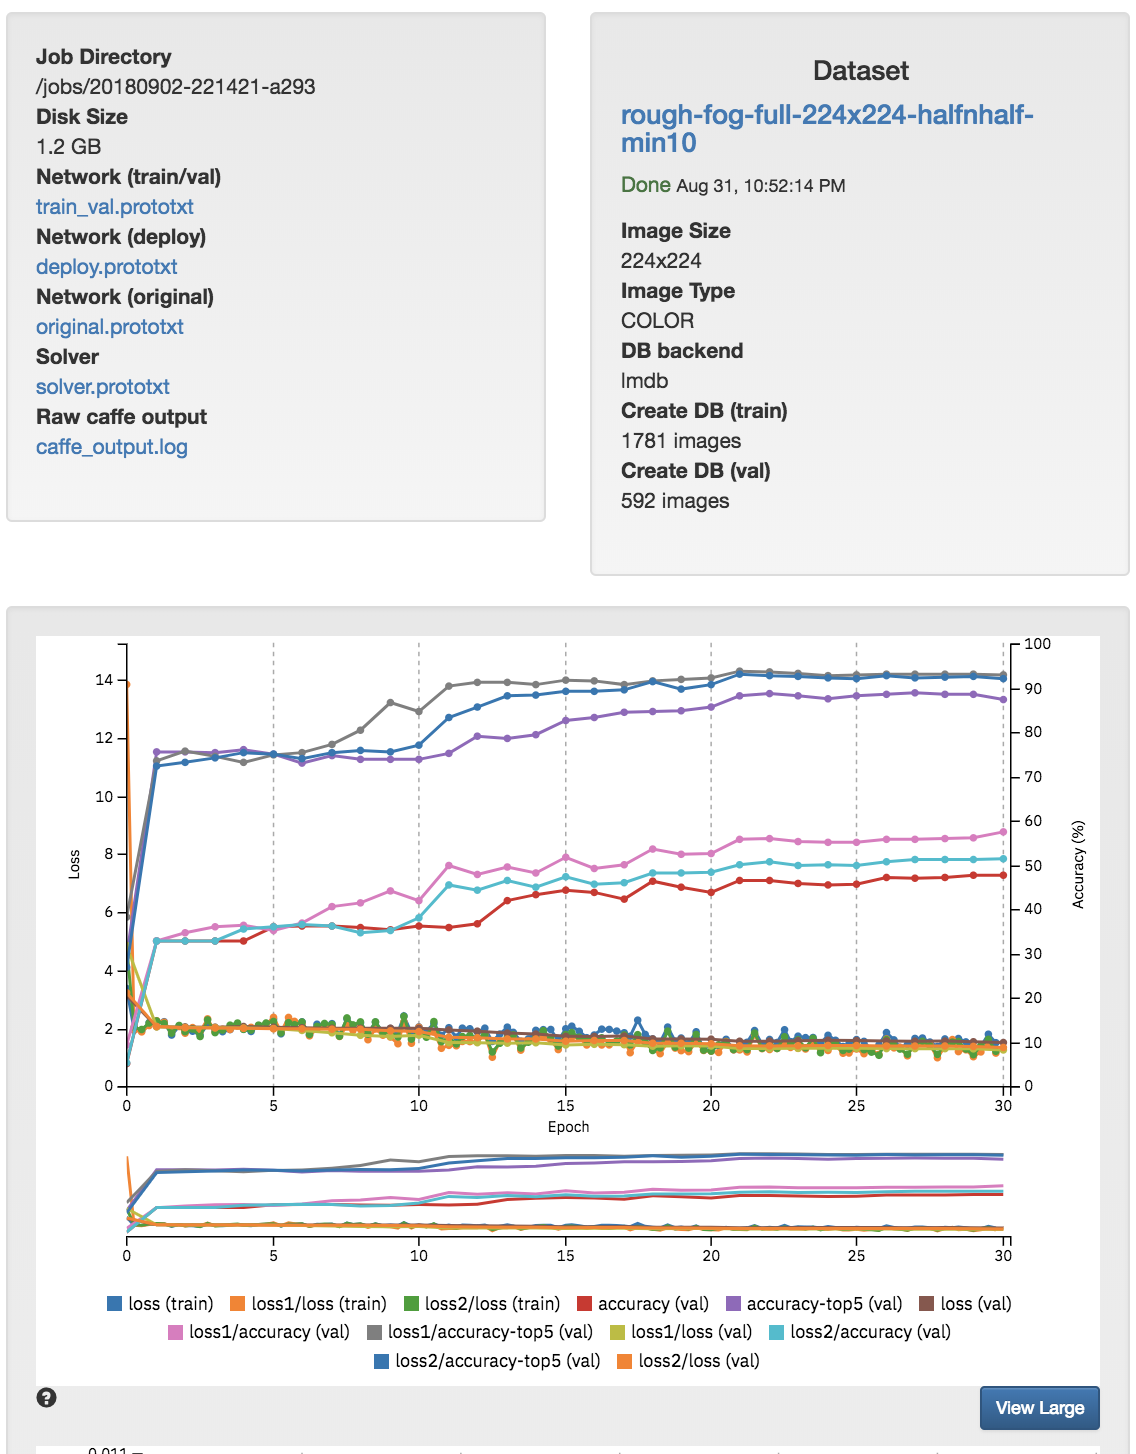 Job Directory
/jobs/20180902-221421-a293
Disk Size
1.2 GB
Network (train/val)
train_val.prototxt
Network (deploy)
deploy.prototxt
Network (original)
original.prototxt
Solver
solver.prototxt
Raw caffe output
caffe_output.log
Dataset
rough-fog-full-224x224-halfnhalf-
min10
Done Aug 31, 10:52:14 PM
Image Size
224x224
Image Type
COLOR
DB backend
lmdb
Create DB (train)
1781 images
Create DB (val)
592 images
14
12
10
8
6
4
2
0
Loss
100
90
80
70
60
50
40
30
20
10
0
Accuracy (%)
0 5 10 15 20 25 30
Epoch
0 5 10 15 20 25 30
loss (train) loss1/loss (train) loss2/loss (train) accuracy (val) accuracy-top5 (val) loss (val)
loss1/accuracy (val) loss1/accuracy-top5 (val) loss1/loss (val) loss2/accuracy (val)
loss2/accuracy-top5 (val) loss2/loss (val)
?
View Large
0.011